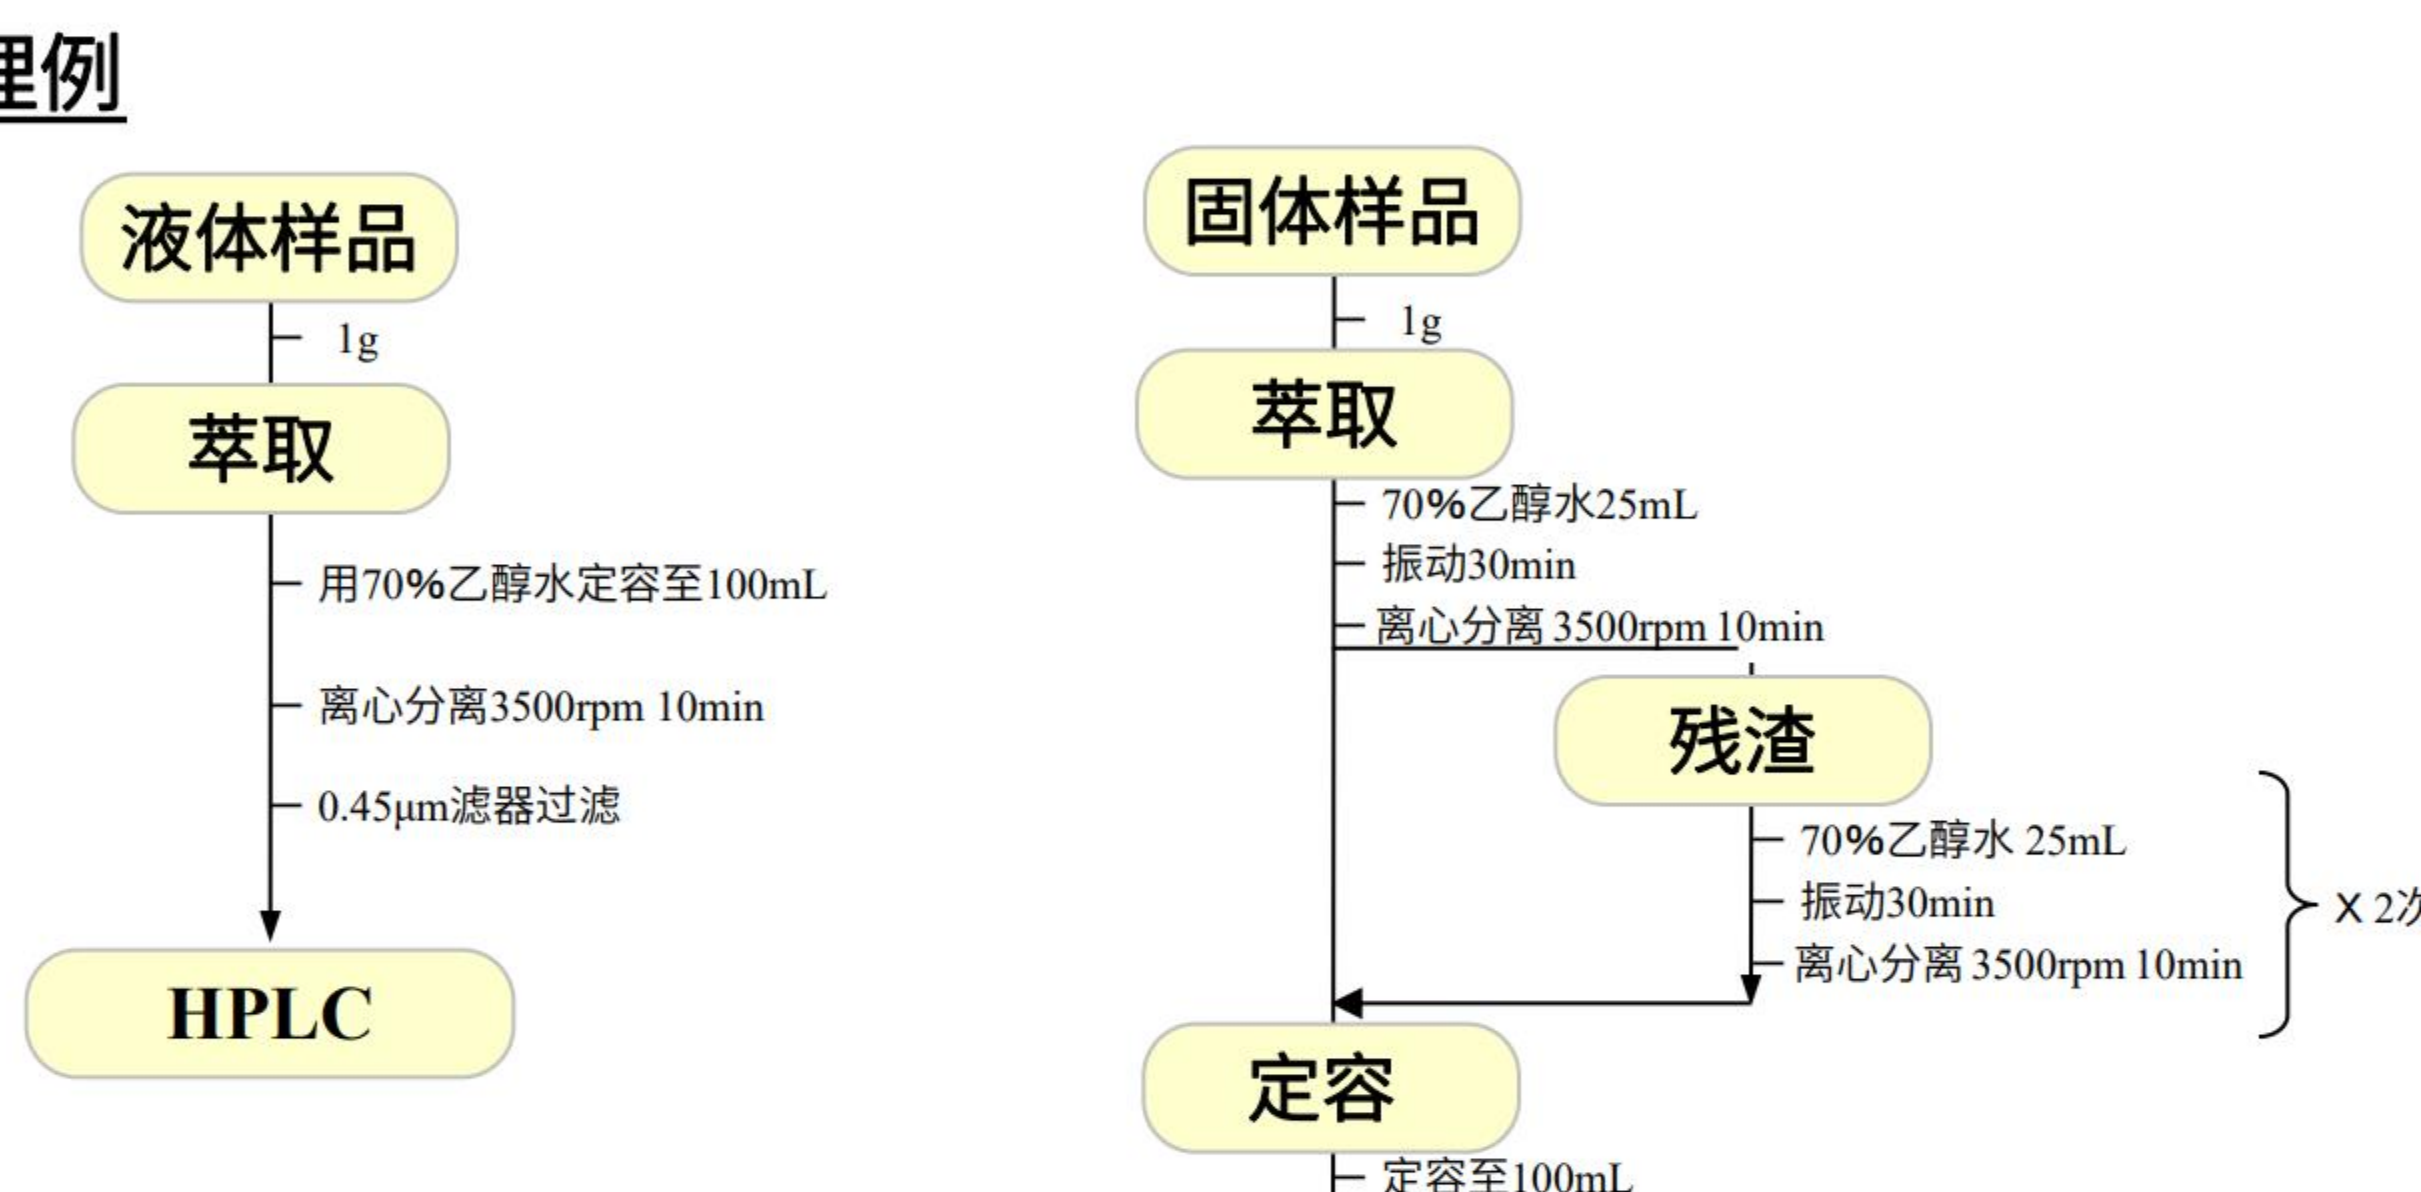 理例
液体样品
1g
萃取
用70%乙醇水定容至100mL
离心分离3500rpm 10min
0.45μm滤器过滤
HPLC
固体样品
1g
萃取
70%乙醇水25mL
振动30min
离心分离 3500rpm 10min
残渣
70%乙醇水 25mL
振动30min
离心分离 3500rpm 10min
X 2次
定容
定容至100mL